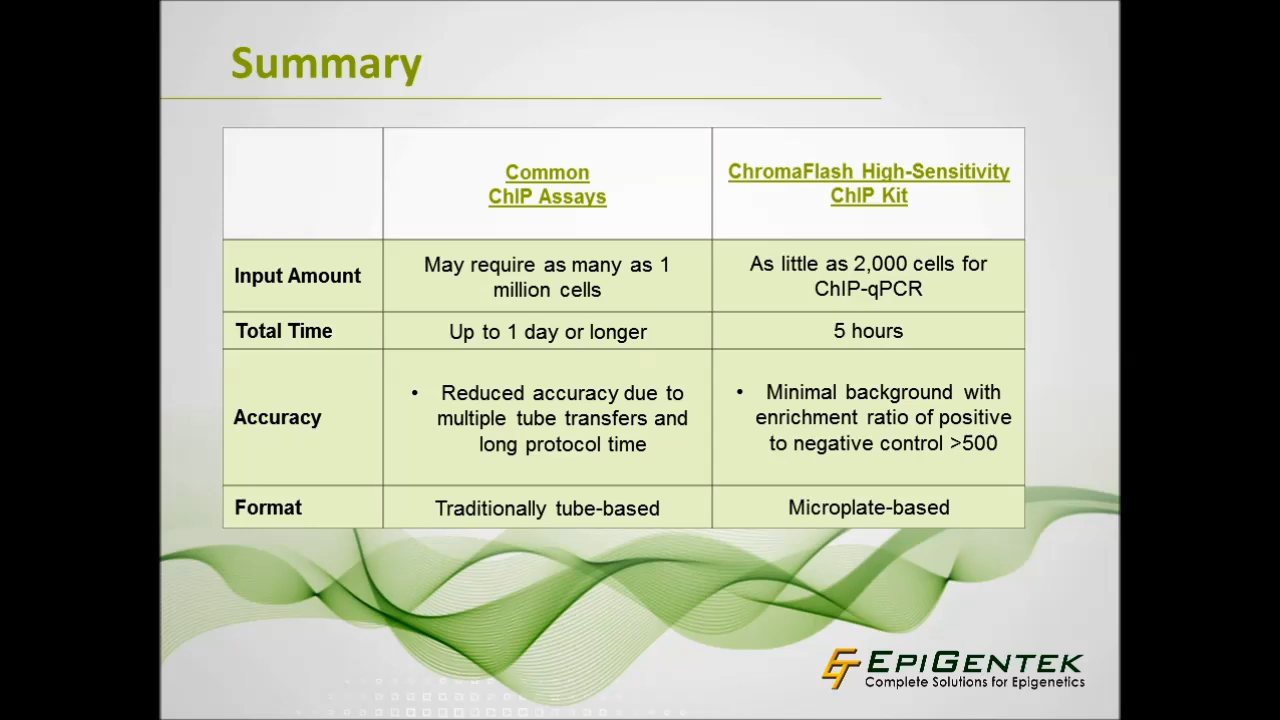 Summary
Common
ChIP Assays
ChromaFlash High-Sensitivity
ChIP Kit
Input Amount
May require as many as 1
million cells
As little as 2,000 cells for
ChIP-qPCR
Total Time
Up to 1 day or longer
5 hours
Accuracy
• Reduced accuracy due to
multiple tube transfers and
long protocol time
• Minimal background with
enrichment ratio of positive
to negative control >500
Format
Traditionally tube-based
Microplate-based
EPIGENTEK
Complete Solutions for Epigenetics